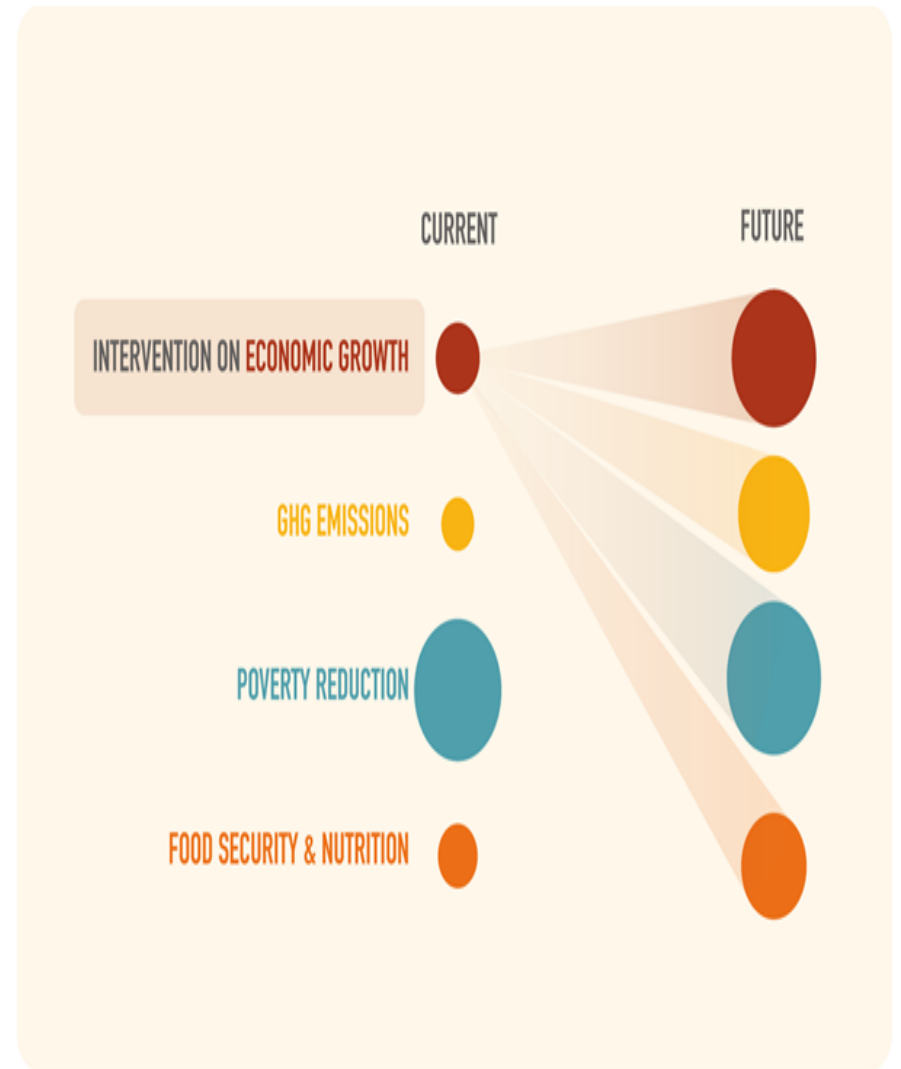 CURRENT
FUTURE
INTERVENTION ON ECONOMIC GROWTH
GHG EMISSIONS
POVERTY REDUCTION
FOOD SECURITY & NUTRITION